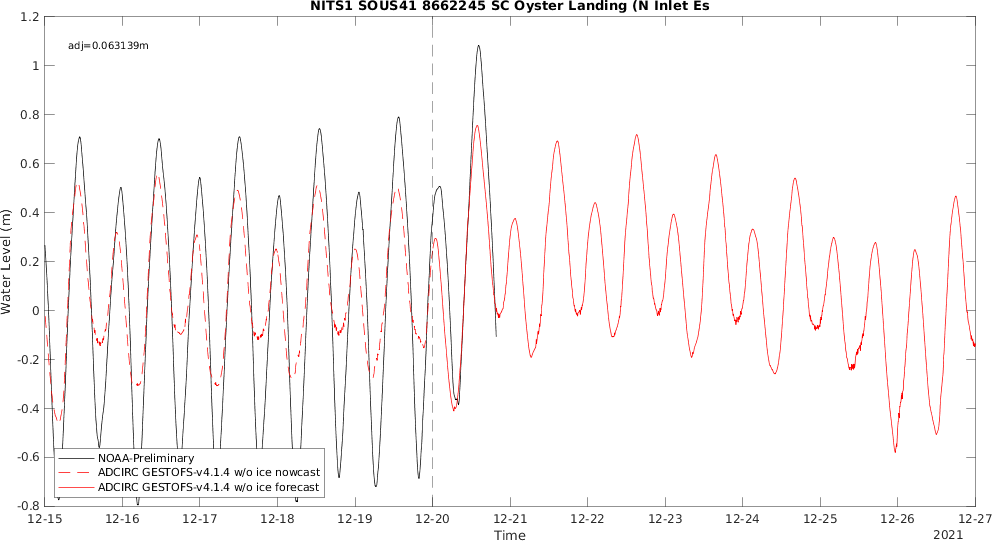 NITS1 SOUS41 8662245 SC Oyster Landing (N Inlet Es
adj=0.063139m
Water Level (m)
1.2
1
0.8
0.6
0.4
0.2
0
-0.2
-0.4
-0.6
-0.8
NOAA-Preliminary
ADCIRC GESTOFS-v4.1.4 w/o ice nowcast
ADCIRC GESTOFS-v4.1.4 w/o ice forecast
12-15 12-16 12-17 12-18 12-19 12-20 12-21 12-22 12-23 12-24 12-25 12-26 12-27
Time
2021